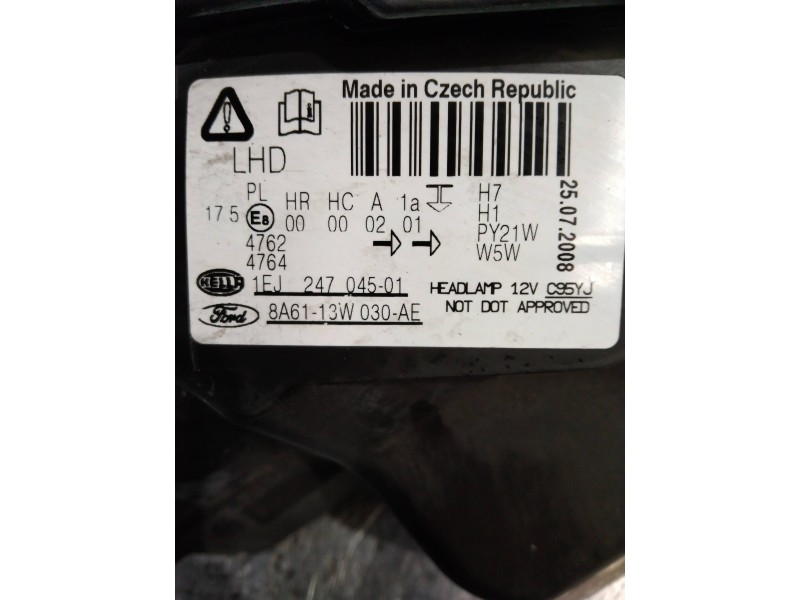 Made in Czech Republic
LHD
25.07.2008
PL HR HC A 1a
17 5 E8 00 00 02 01
4762
4764
H7
H1
PY21W
W5W
HELLA 1EJ 247 045-01
HEADLAMP 12V C95YJ
Ford 8A61-13W 030-AE
NOT DOT APPROVED